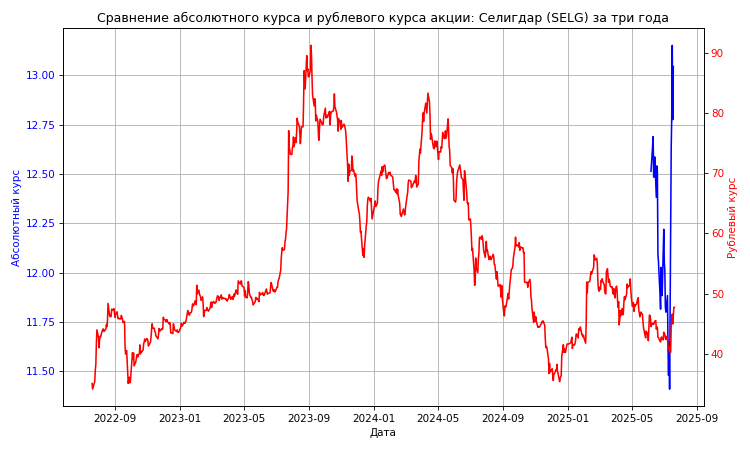 Сравнение абсолютного курса и рублевого курса акции: Селигдар (SELG) за три года
13.00
12.75
12.50
12.25
12.00
11.75
11.50
Абсолютный курс
90
80
70
60
50
40
Рублевый курс
2022-09 2023-01 2023-05 2023-09 2024-01 2024-05 2024-09 2025-01 2025-05 2025-09
Дата